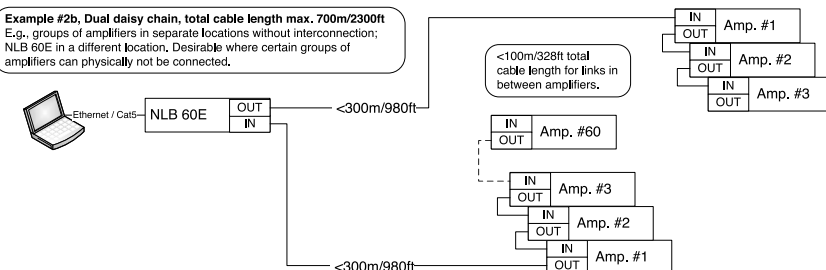 Example #2b, Dual daisy chain, total cable length max. 700m/2300ft
E.g., groups of amplifiers in separate locations without interconnection;
NLB 60E in a different location. Desirable where certain groups of
amplifiers can physically not be connected.
IN
OUT
Amp. #1
IN
OUT
Amp. #2
IN
OUT
Amp. #3
<100m/328ft total
cable length for links in
between amplifiers.
Ethernet / Cat5
NLB 60E
OUT
IN
<300m/980ft
IN
OUT
Amp. #60
IN
OUT
Amp. #3
IN
OUT
Amp. #2
IN
OUT
Amp. #1
<300m/980ft